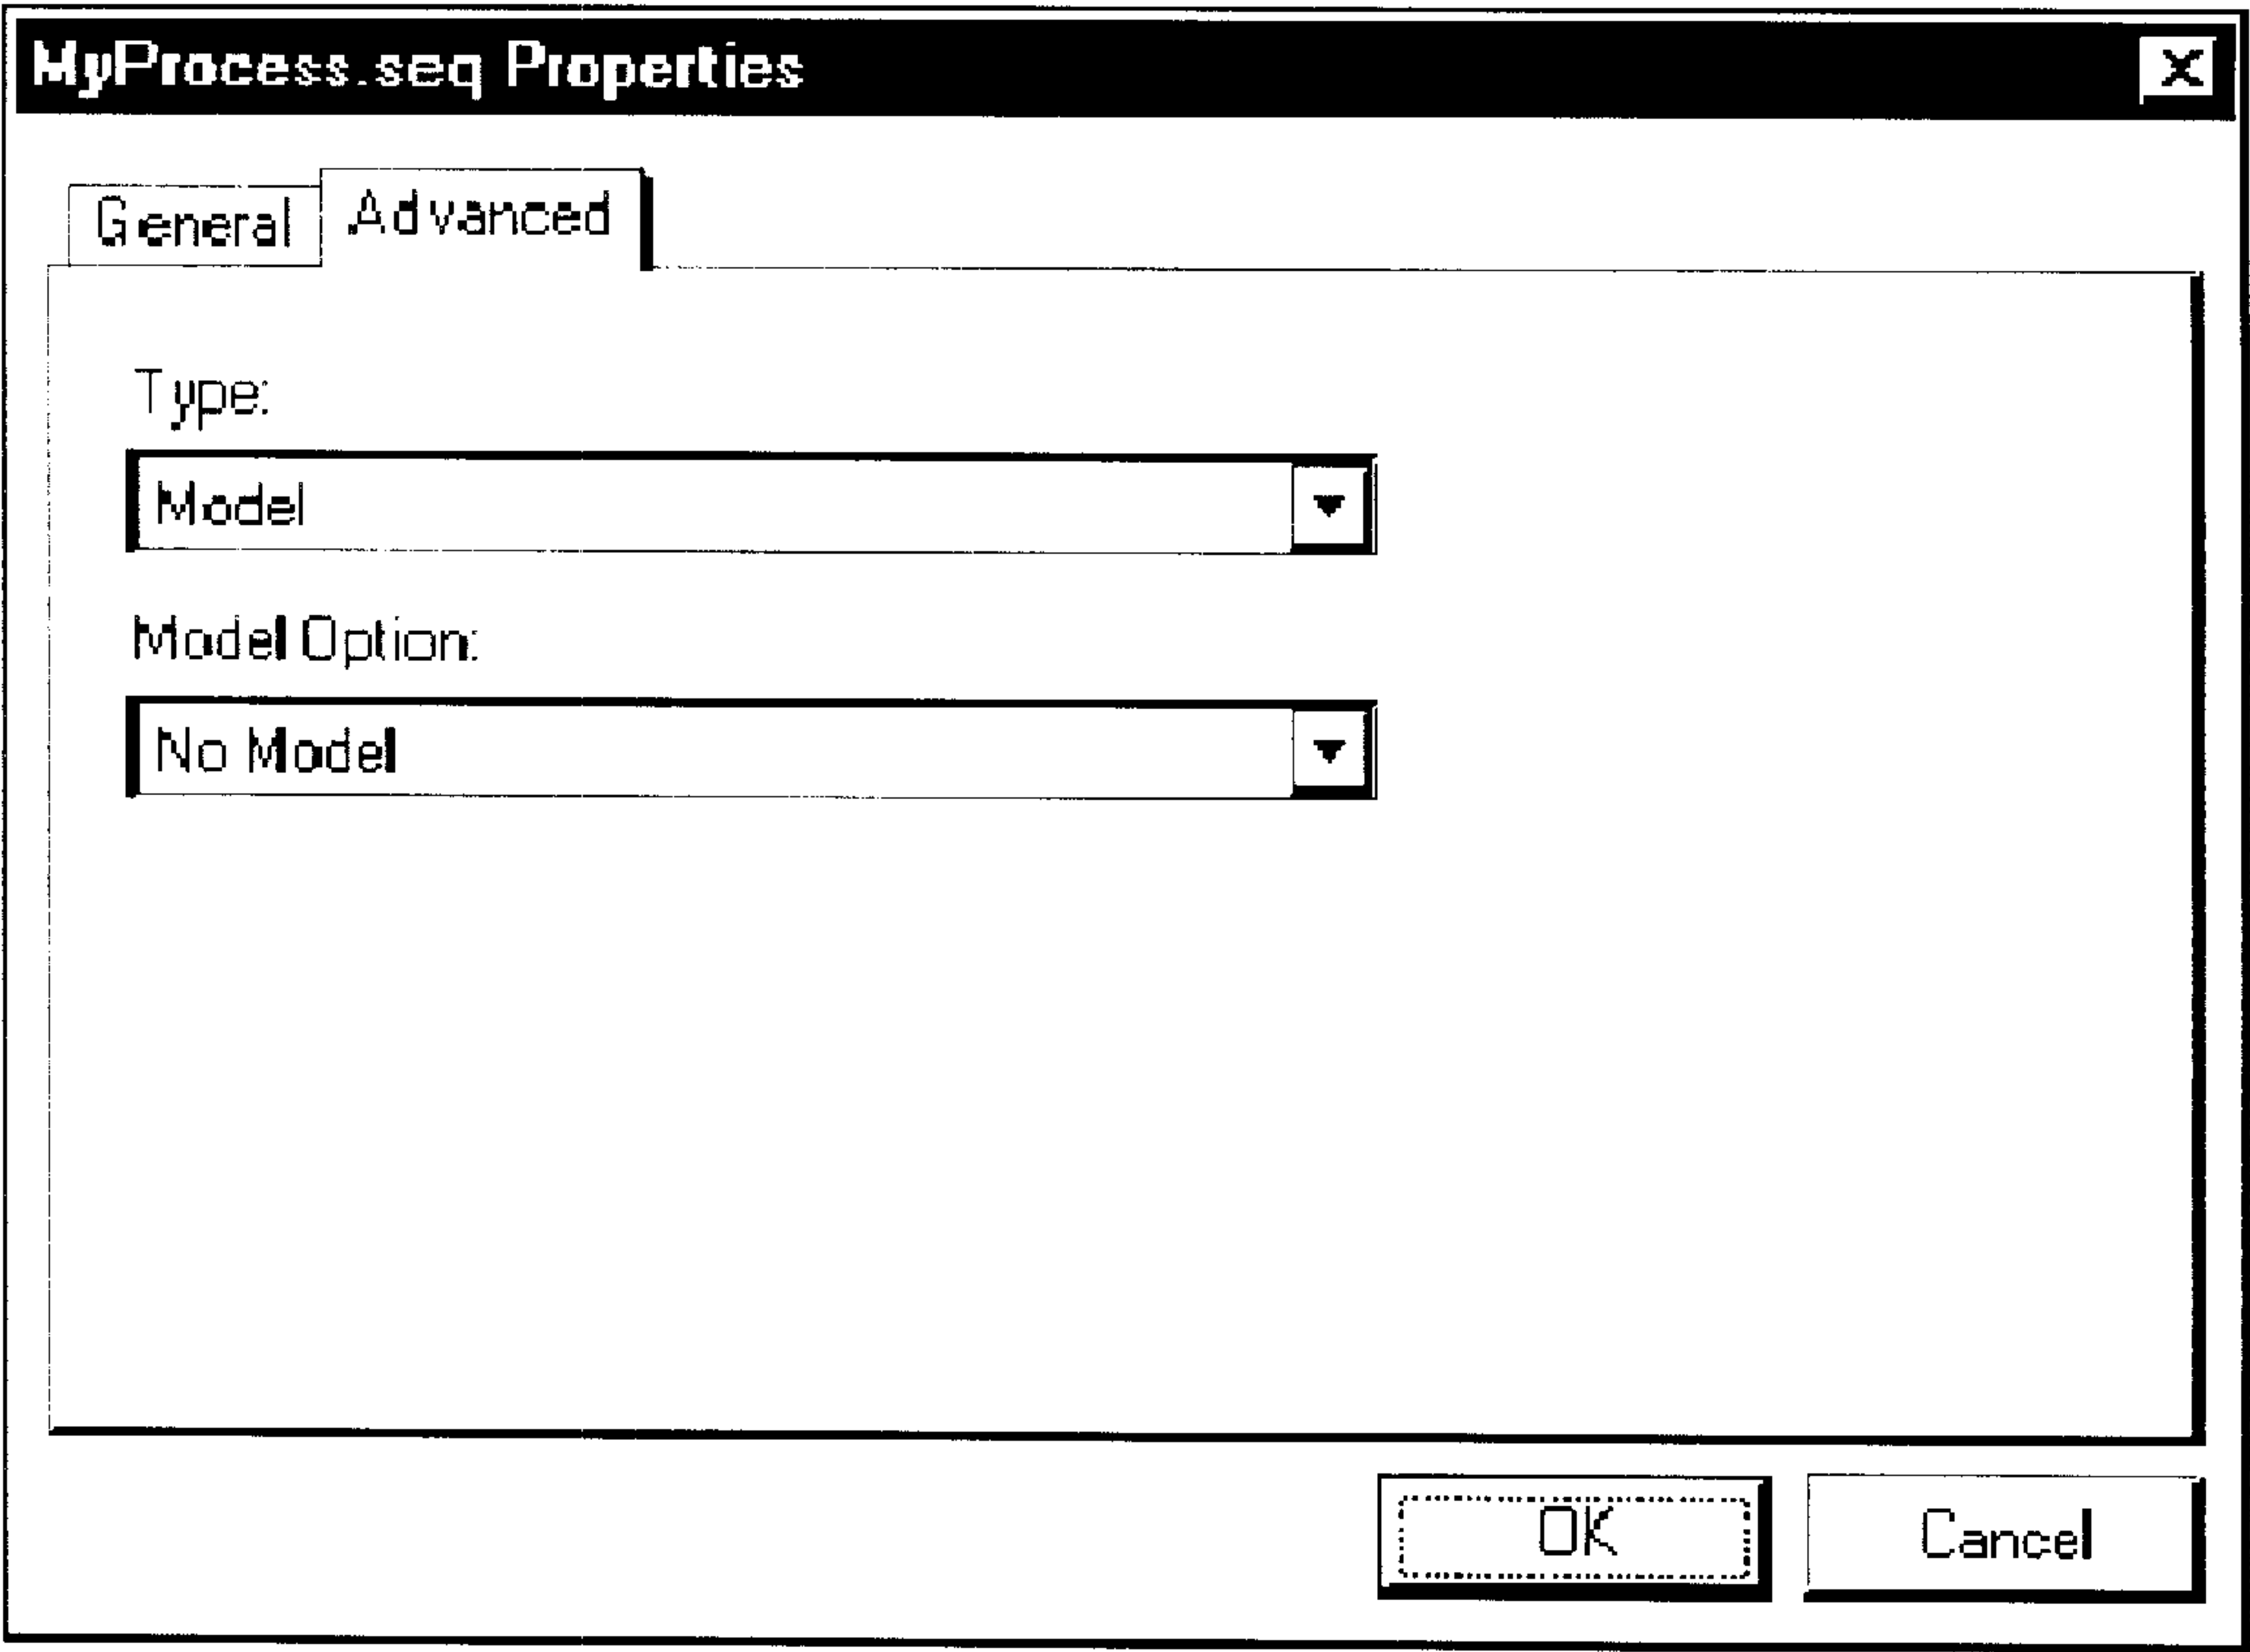 MyProcess.seq Properties
General Advanced
Type:
Model
Model Option:
No Model
OK Cancel